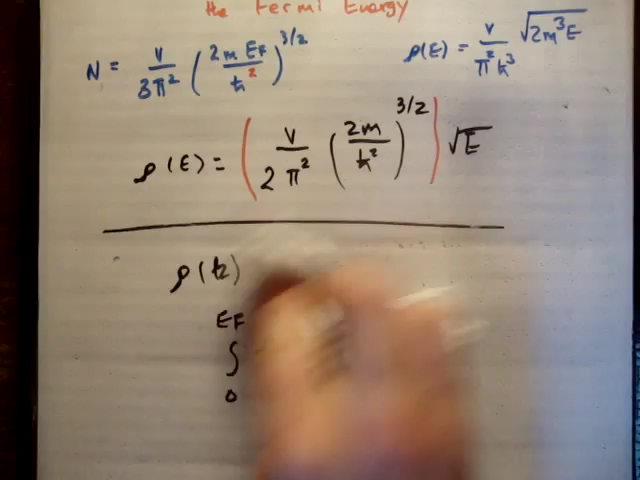 the Fermi Energy
N = V/3π² (2m EF/ħ²)^3/2
ρ(E) = V/π²ħ³ √2m³E
ρ(E) = (V/2π² (2m/ħ²)^3/2) √E
ρ(k)
EF
∫
0